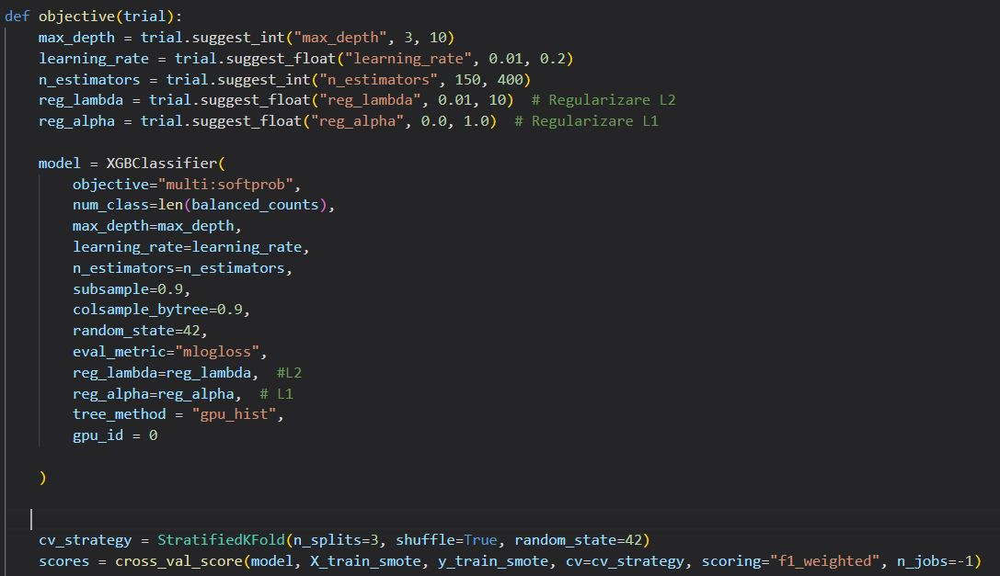 def objective(trial):
    max_depth = trial.suggest_int("max_depth", 3, 10)
    learning_rate = trial.suggest_float("learning_rate", 0.01, 0.2)
    n_estimators = trial.suggest_int("n_estimators", 150, 400)
    reg_lambda = trial.suggest_float("reg_lambda", 0.01, 10)  # Regularizare L2
    reg_alpha = trial.suggest_float("reg_alpha", 0.0, 1.0)  # Regularizare L1
    model = XGBClassifier(
        objective="multi:softprob",
        num_class=len(balanced_counts),
        max_depth=max_depth,
        learning_rate=learning_rate,
        n_estimators=n_estimators,
        subsample=0.9,
        colsample_bytree=0.9,
        random_state=42,
        eval_metric="mlogloss",
        reg_lambda=reg_lambda,  #L2
        reg_alpha=reg_alpha,  # L1
        tree_method = "gpu_hist",
        gpu_id = 0
    )
    cv_strategy = StratifiedKFold(n_splits=3, shuffle=True, random_state=42)
    scores = cross_val_score(model, X_train_smote, y_train_smote, cv=cv_strategy, scoring="f1_weighted", n_jobs=-1)